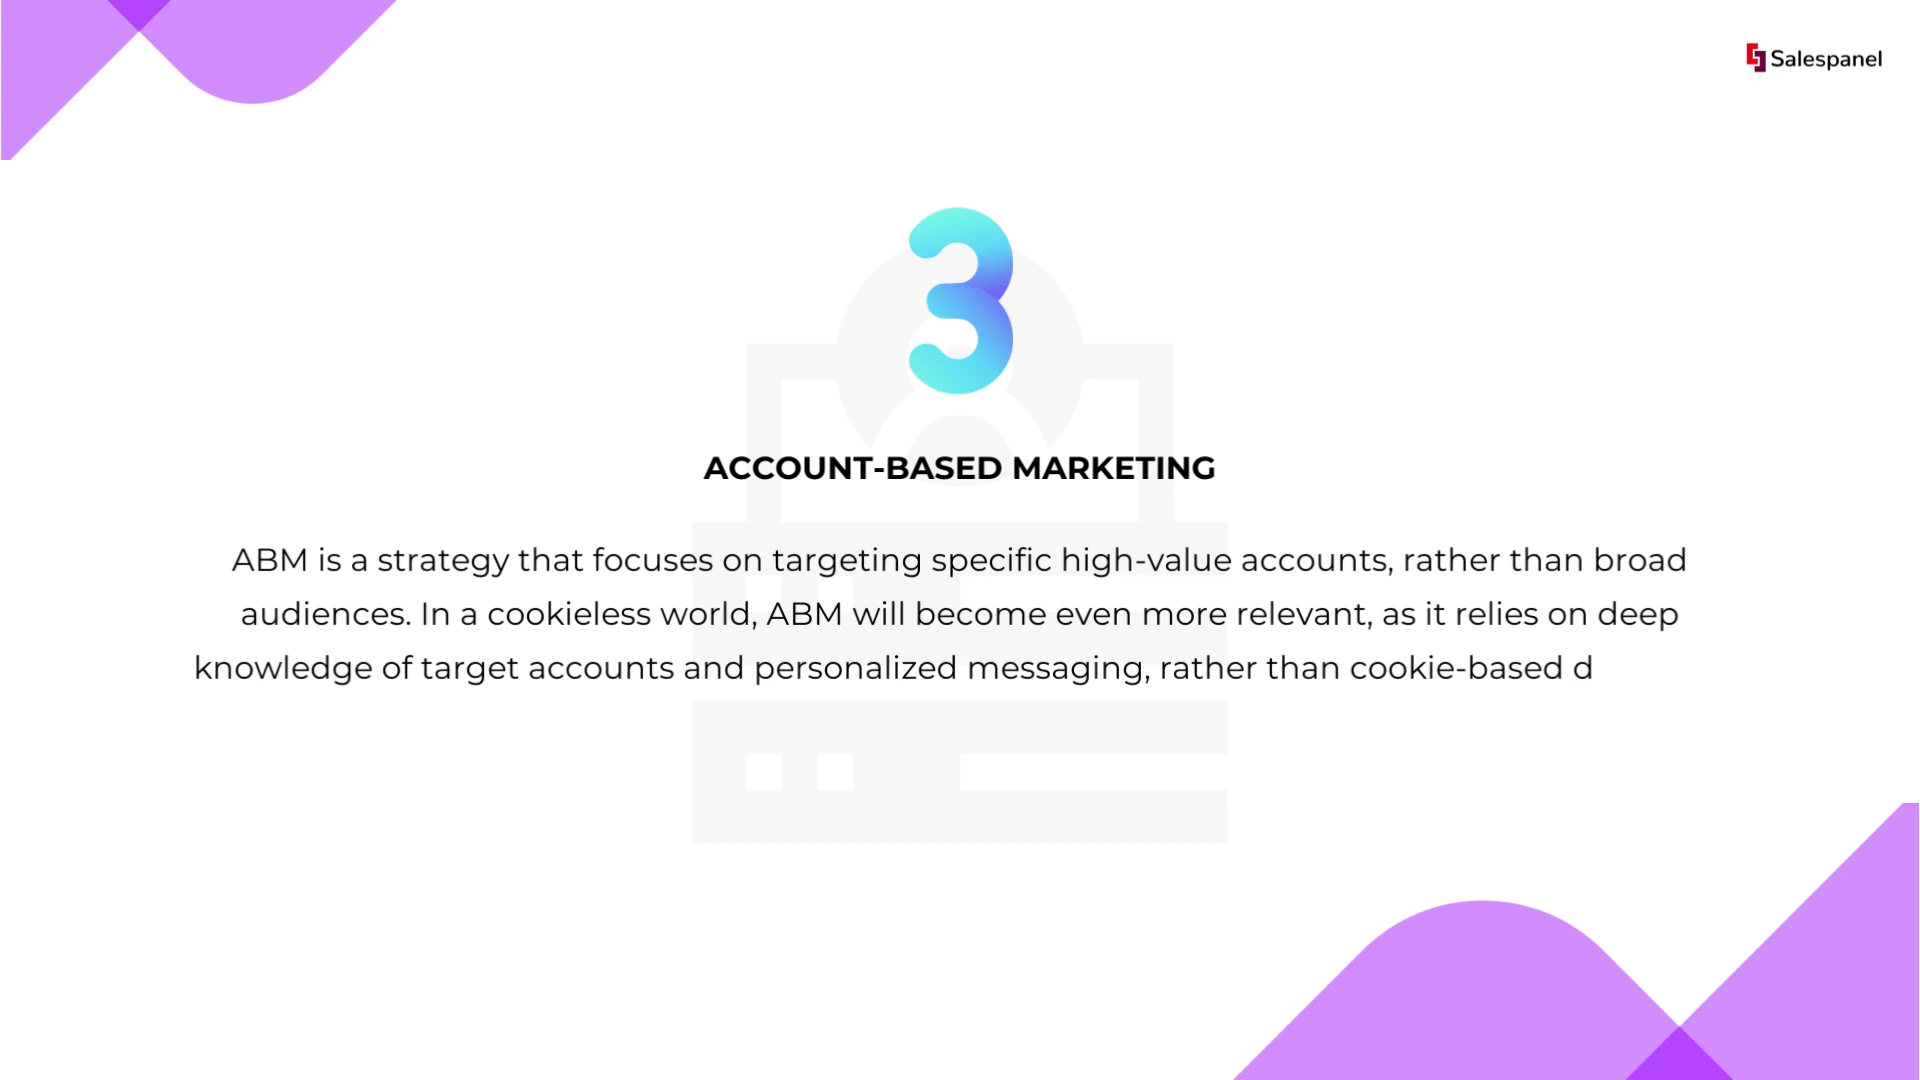 Salespanel
3
ACCOUNT-BASED MARKETING
ABM is a strategy that focuses on targeting specific high-value accounts, rather than broad
audiences. In a cookieless world, ABM will become even more relevant, as it relies on deep
knowledge of target accounts and personalized messaging, rather than cookie-based d